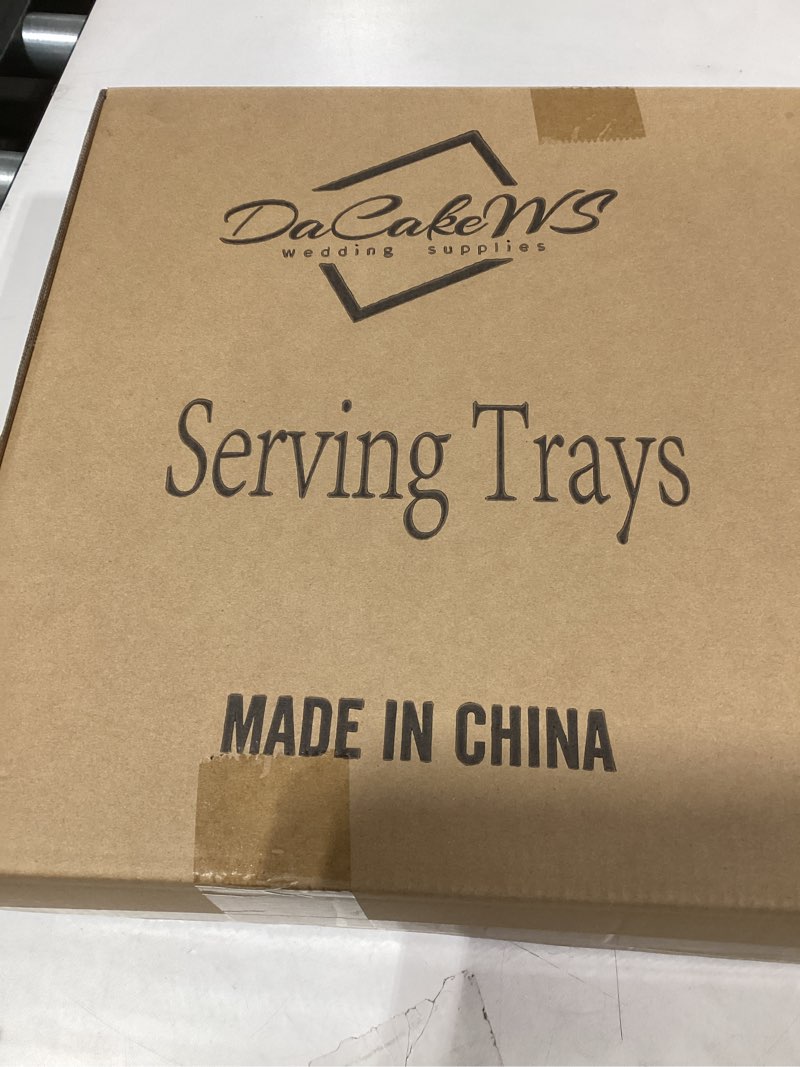 DaCakeWS
wedding supplies
Serving Trays
MADE IN CHINA